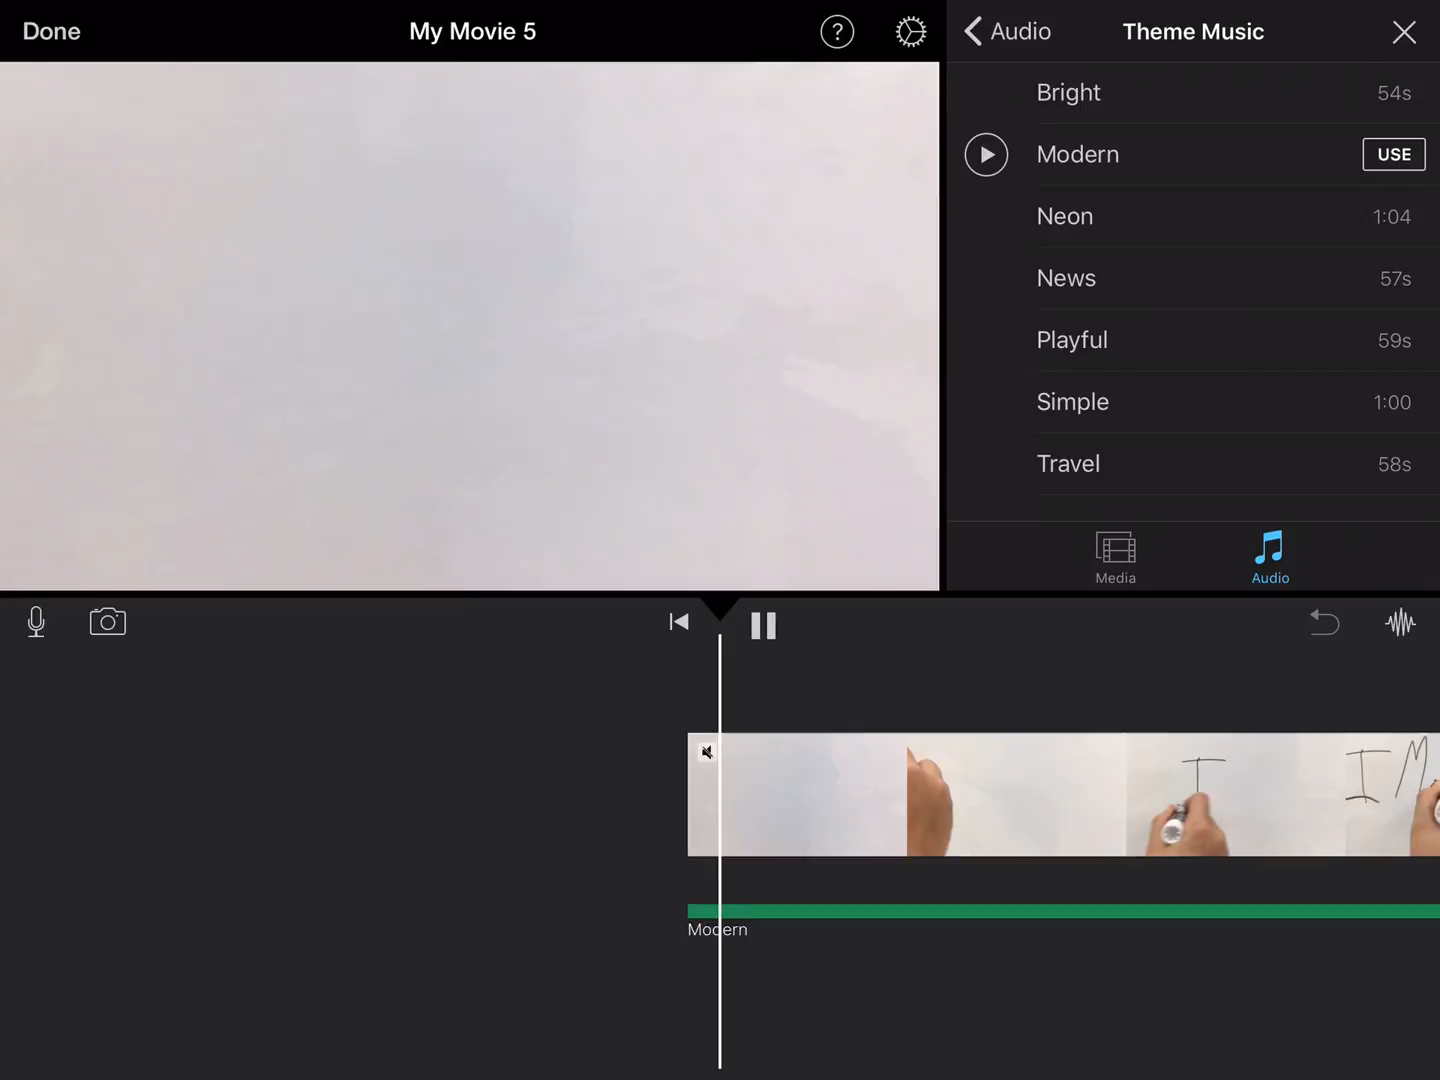 Done
My Movie 5
?
Audio
Theme Music
Bright 54s
Modern USE
Neon 1:04
News 57s
Playful 59s
Simple 1:00
Travel 58s
Media
Audio
I
IM
Modern